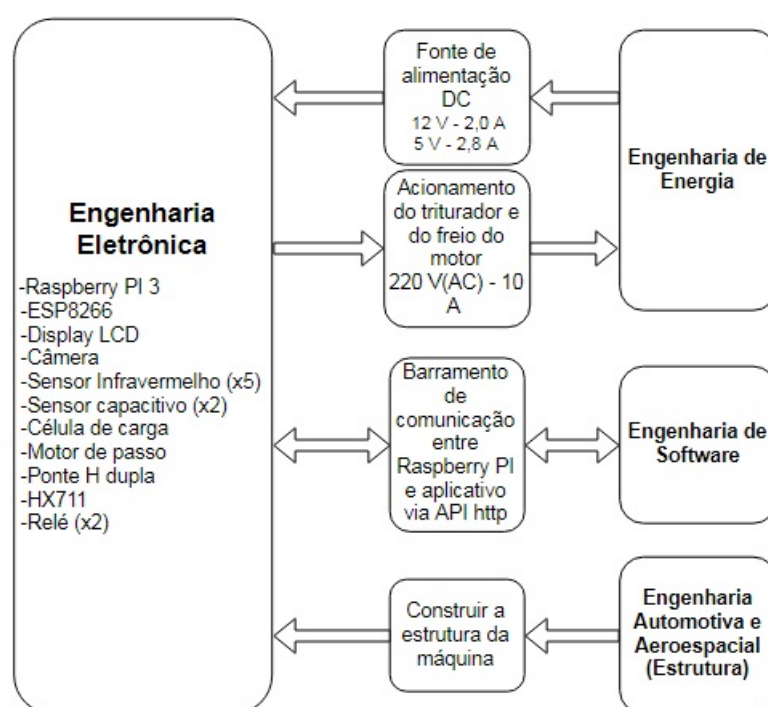 Engenharia
Eletrônica
-Raspberry PI 3
-ESP8266
-Display LCD
-Câmera
-Sensor Infravermelho (x5)
-Sensor capacitivo (x2)
-Célula de carga
-Motor de passo
-Ponte H dupla
-HX711
-Relé (x2)
Fonte de
alimentação
DC
12 V - 2,0 A
5 V - 2,8 A
Acionamento
do triturador e
do freio do
motor
220 V(AC) - 10
A
Engenharia de
Energia
Barramento
de
comunicação
entre
Raspberry PI
e aplicativo
via API http
Engenharia de
Software
Construir a
estrutura da
máquina
Engenharia
Automotiva e
Aeroespacial
(Estrutura)